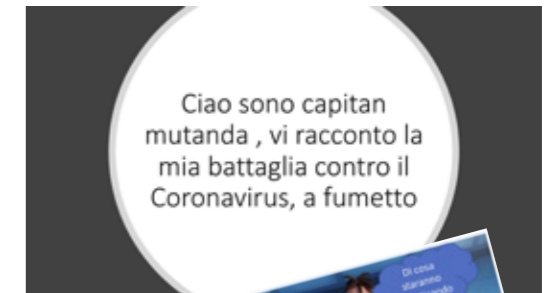 Ciao sono capitan
mutanda , vi racconto la
mia battaglia contro il
Coronavirus, a fumetto
Di cosa
staranno